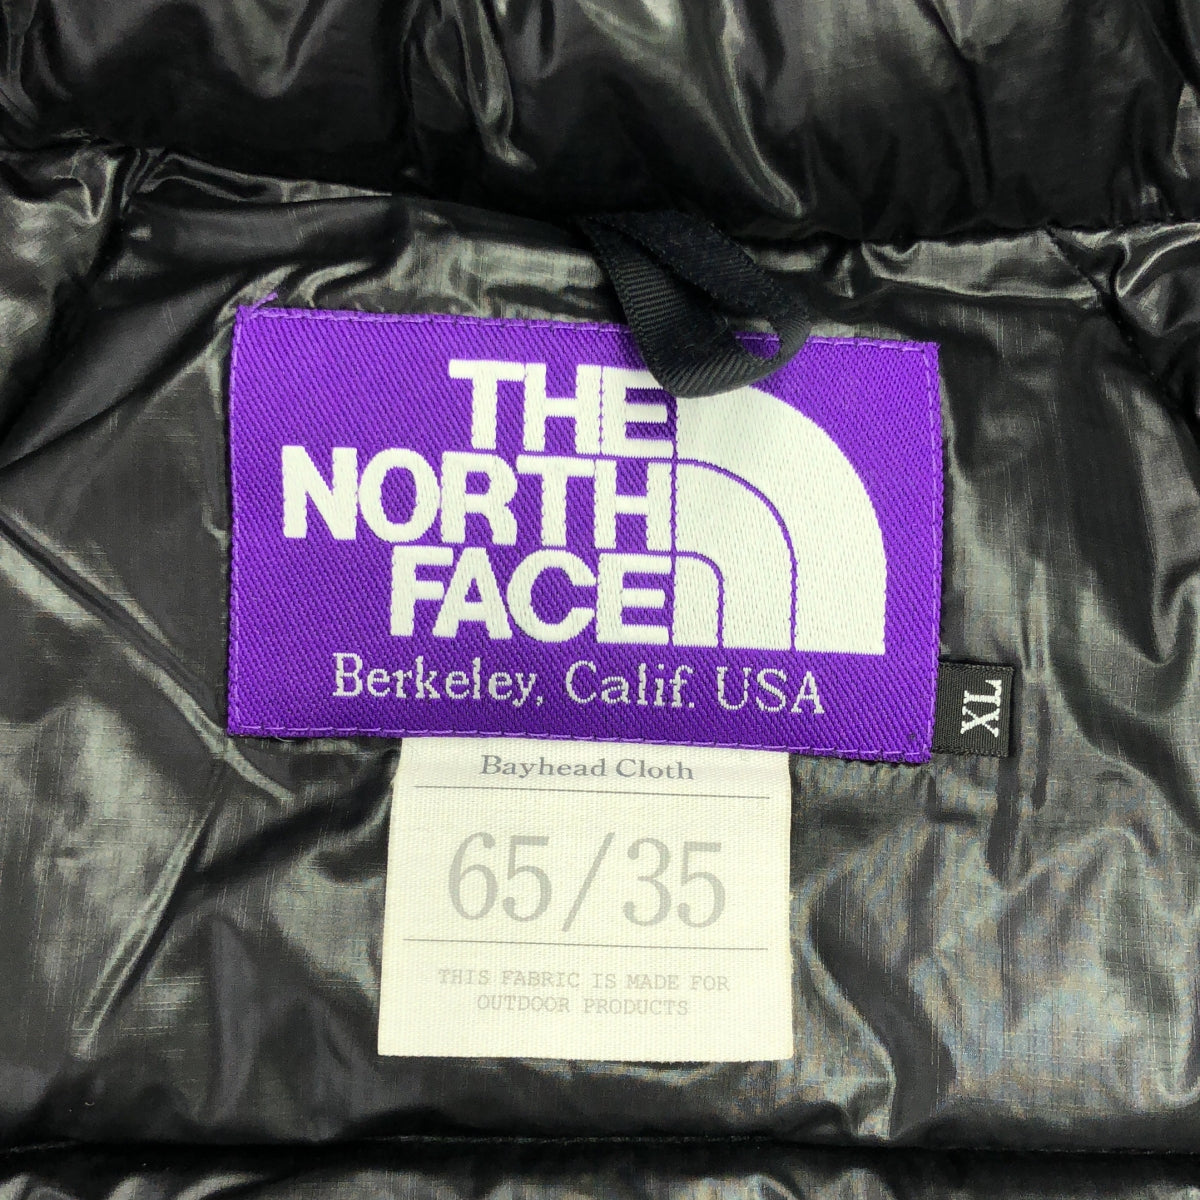 THE
NORTH
FACE
Berkeley, Calif. USA
XL
Bayhead Cloth
65/35
THIS FABRIC IS MADE FOR
OUTDOOR PRODUCTS